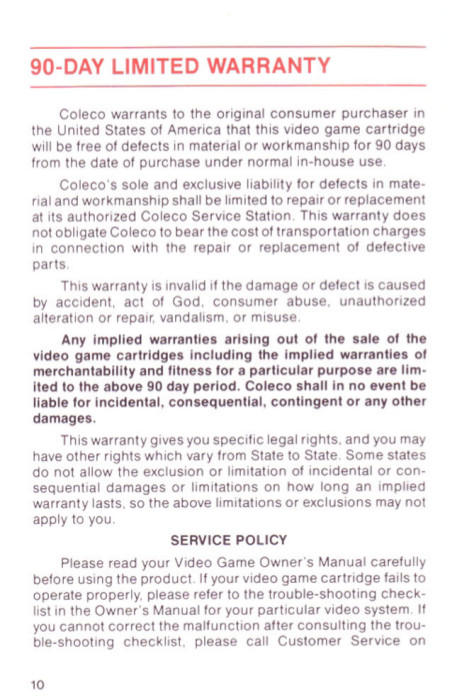 90-DAY LIMITED WARRANTY
Coleco warrants to the original consumer purchaser in
the United States of America that this video game cartridge
will be free of defects in material or workmanship for 90 days
from the date of purchase under normal in-house use.
Coleco's sole and exclusive liability for defects in mate-
rial and workmanship shall be limited to repair or replacement
at its authorized Coleco Service Station. This warranty does
not obligate Coleco to bear the cost of transportation charges
in connection with the repair or replacement of defective
parts.
This warranty is invalid if the damage or defect is caused
by accident, act of God, consumer abuse, unauthorized
alteration or repair, vandalism, or misuse.
Any implied warranties arising out of the sale of the
video game cartridges including the implied warranties of
merchantability and fitness for a particular purpose are lim-
ited to the above 90 day period. Coleco shall in no event be
liable for incidental, consequential, contingent or any other
damages.
This warranty gives you specific legal rights, and you may
have other rights which vary from State to State. Some states
do not allow the exclusion or limitation of incidental or con-
sequential damages or limitations on how long an implied
warranty lasts, so the above limitations or exclusions may not
apply to you.
SERVICE POLICY
Please read your Video Game Owner's Manual carefully
before using the product. If your video game cartridge fails to
operate properly, please refer to the trouble-shooting check-
list in the Owner's Manual for your particular video system. If
you cannot correct the malfunction after consulting the trou-
ble-shooting checklist, please call Customer Service on
10